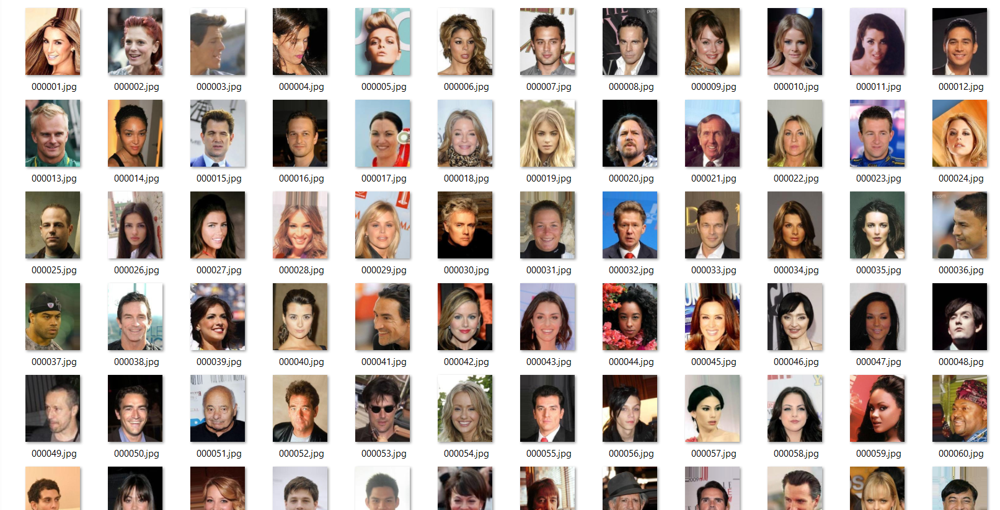 000001.jpg 000002.jpg 000003.jpg 000004.jpg 000005.jpg 000006.jpg 000007.jpg 000008.jpg 000009.jpg 000010.jpg 000011.jpg 000012.jpg
000013.jpg 000014.jpg 000015.jpg 000016.jpg 000017.jpg 000018.jpg 000019.jpg 000020.jpg 000021.jpg 000022.jpg 000023.jpg 000024.jpg
000025.jpg 000026.jpg 000027.jpg 000028.jpg 000029.jpg 000030.jpg 000031.jpg 000032.jpg 000033.jpg 000034.jpg 000035.jpg 000036.jpg
000037.jpg 000038.jpg 000039.jpg 000040.jpg 000041.jpg 000042.jpg 000043.jpg 000044.jpg 000045.jpg 000046.jpg 000047.jpg 000048.jpg
000049.jpg 000050.jpg 000051.jpg 000052.jpg 000053.jpg 000054.jpg 000055.jpg 000056.jpg 000057.jpg 000058.jpg 000059.jpg 000060.jpg